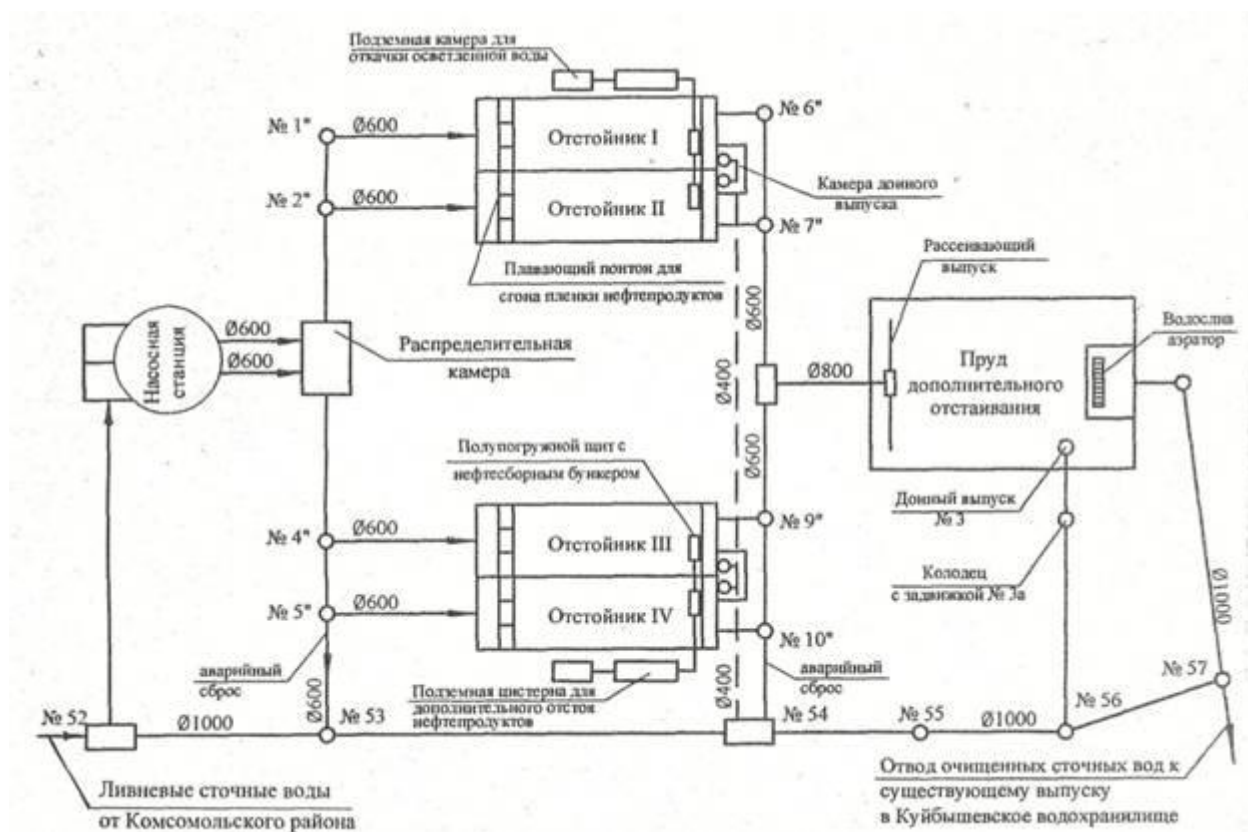 Подземная камера для
откачки осветленной воды
№ 1*
Ø600
Отстойник I
№ 6*
№ 2*
Ø600
Отстойник II
Камера донного
выпуска
№ 7*
Плавающий понтон для
сгона пленки нефтепродуктов
Рассеивающий
выпуск
Насосная
станция
Ø600
Ø600
Распределительная
камера
Ø600
Ø400
Ø600
Ø800
Пруд
дополнительного
отстаивания
Водослив
аэратор
Полупогружной щит с
нефтесборным бункером
Донный выпуск
№ 3
№ 4*
Ø600
Отстойник III
№ 9*
Колодец
с задвижкой № 3а
№ 5*
Ø600
Отстойник IV
№ 10*
Ø1000
аварийный
сброс
Ø600
Подземная цистерна для
дополнительного отстоя
нефтепродуктов
Ø400
аварийный
сброс
№ 57
№ 52
Ø1000
№ 53
№ 54
№ 55
Ø1000
№ 56
Ливневые сточные воды
от Комсомольского района
Отвод очищенных сточных вод к
существующему выпуску
в Куйбышевское водохранилище